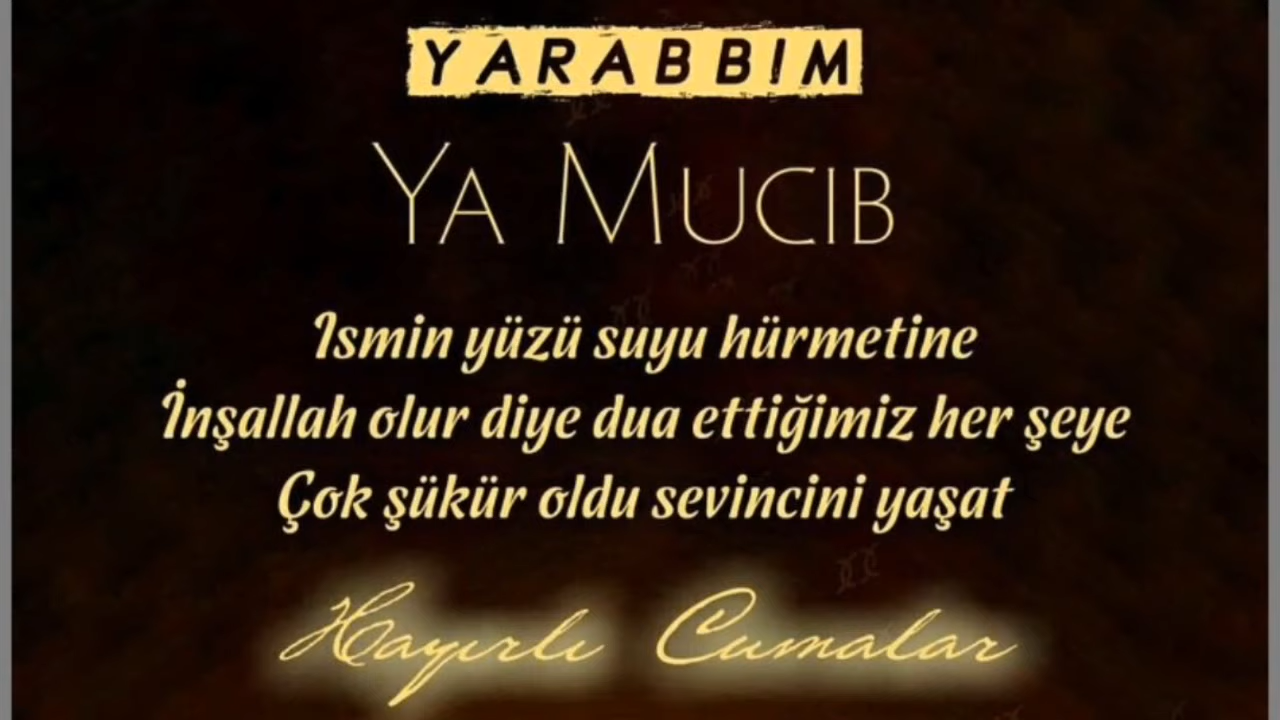 YARABBIM
YA MUCIB
Ismin yüzü suyu hürmetine
İnşallah olur diye dua ettiğimiz her şeye
Çok şükür oldu sevincini yaşat
Hayırlı Cumalar